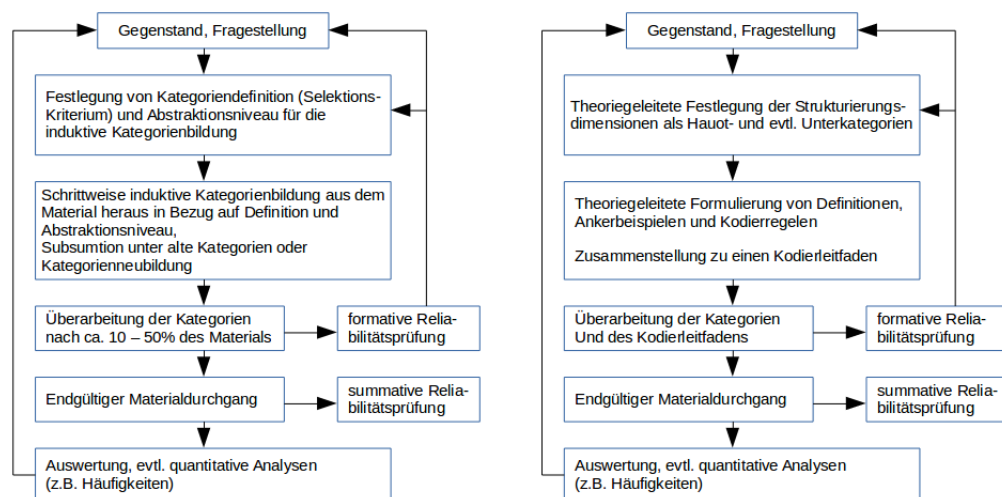 Gegenstand, Fragestellung
Festlegung von Kategoriendefinition (Selektions-
Kriterium) und Abstraktionsniveau für die
induktive Kategorienbildung
Schrittweise induktive Kategorienbildung aus dem
Material heraus in Bezug auf Definition und
Abstraktionsniveau,
Subsumtion unter alte Kategorien oder
Kategorienneubildung
Überarbeitung der Kategorien
nach ca. 10 – 50% des Materials
formative Relia-
bilitätsprüfung
Endgültiger Materialdurchgang
summative Relia-
bilitätsprüfung
Auswertung, evtl. quantitative Analysen
(z.B. Häufigkeiten)
Gegenstand, Fragestellung
Theoriegeleitete Festlegung der Strukturierungs-
dimensionen als Hauot- und evtl. Unterkategorien
Theoriegeleitete Formulierung von Definitionen,
Ankerbeispielen und Kodierregelen
Zusammenstellung zu einen Kodierleitfaden
Überarbeitung der Kategorien
Und des Kodierleitfadens
formative Relia-
bilitätsprüfung
Endgültiger Materialdurchgang
summative Relia-
bilitätsprüfung
Auswertung, evtl. quantitative Analysen
(z.B. Häufigkeiten)